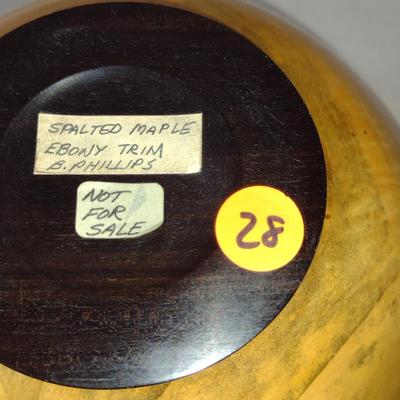 SPALTED MAPLE
EBONY TRIM
B. PHILLIPS
NOT
FOR
SALE
28